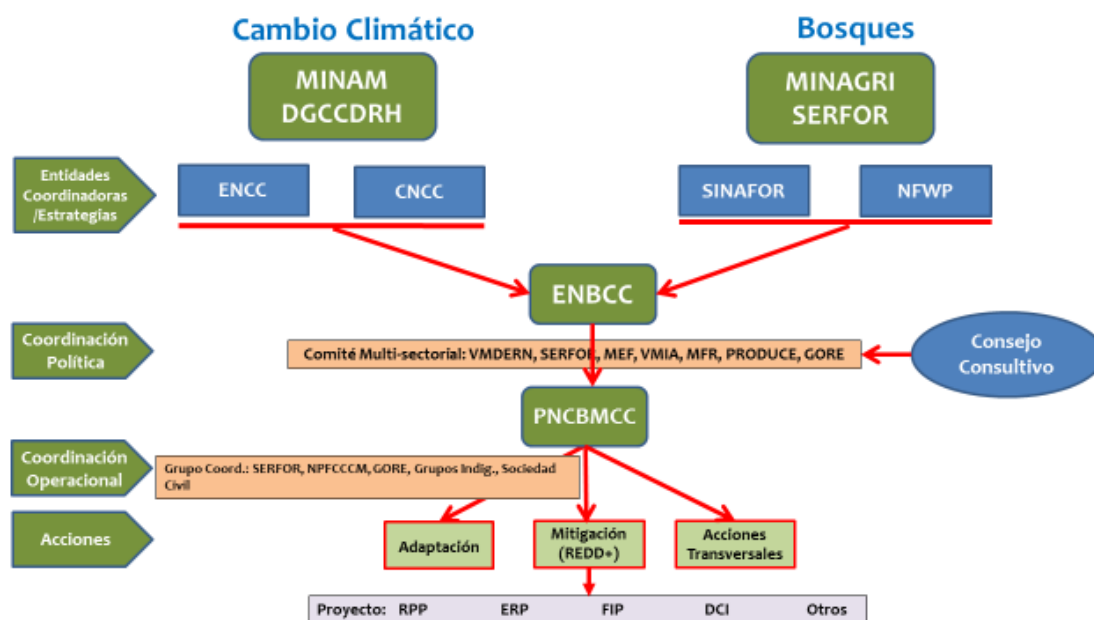 Cambio Climático
Bosques
MINAM
DGCCDRH
MINAGRI
SERFOR
Entidades
Coordinadoras
/Estrategias
ENCC
CNCC
SINAFOR
NFWP
ENBCC
Coordinación
Política
Comité Multi-sectorial: VMDERN, SERFOR, MEF, VMIA, MFR, PRODUCE, GORE
Consejo
Consultivo
PNCBMCC
Coordinación
Operacional
Grupo Coord.: SERFOR, NPFCCCM, GORE, Grupos Indig., Sociedad
Civil
Acciones
Adaptación
Mitigación
(REDD+)
Acciones
Transversales
Proyecto: RPP ERP FIP DCI Otros